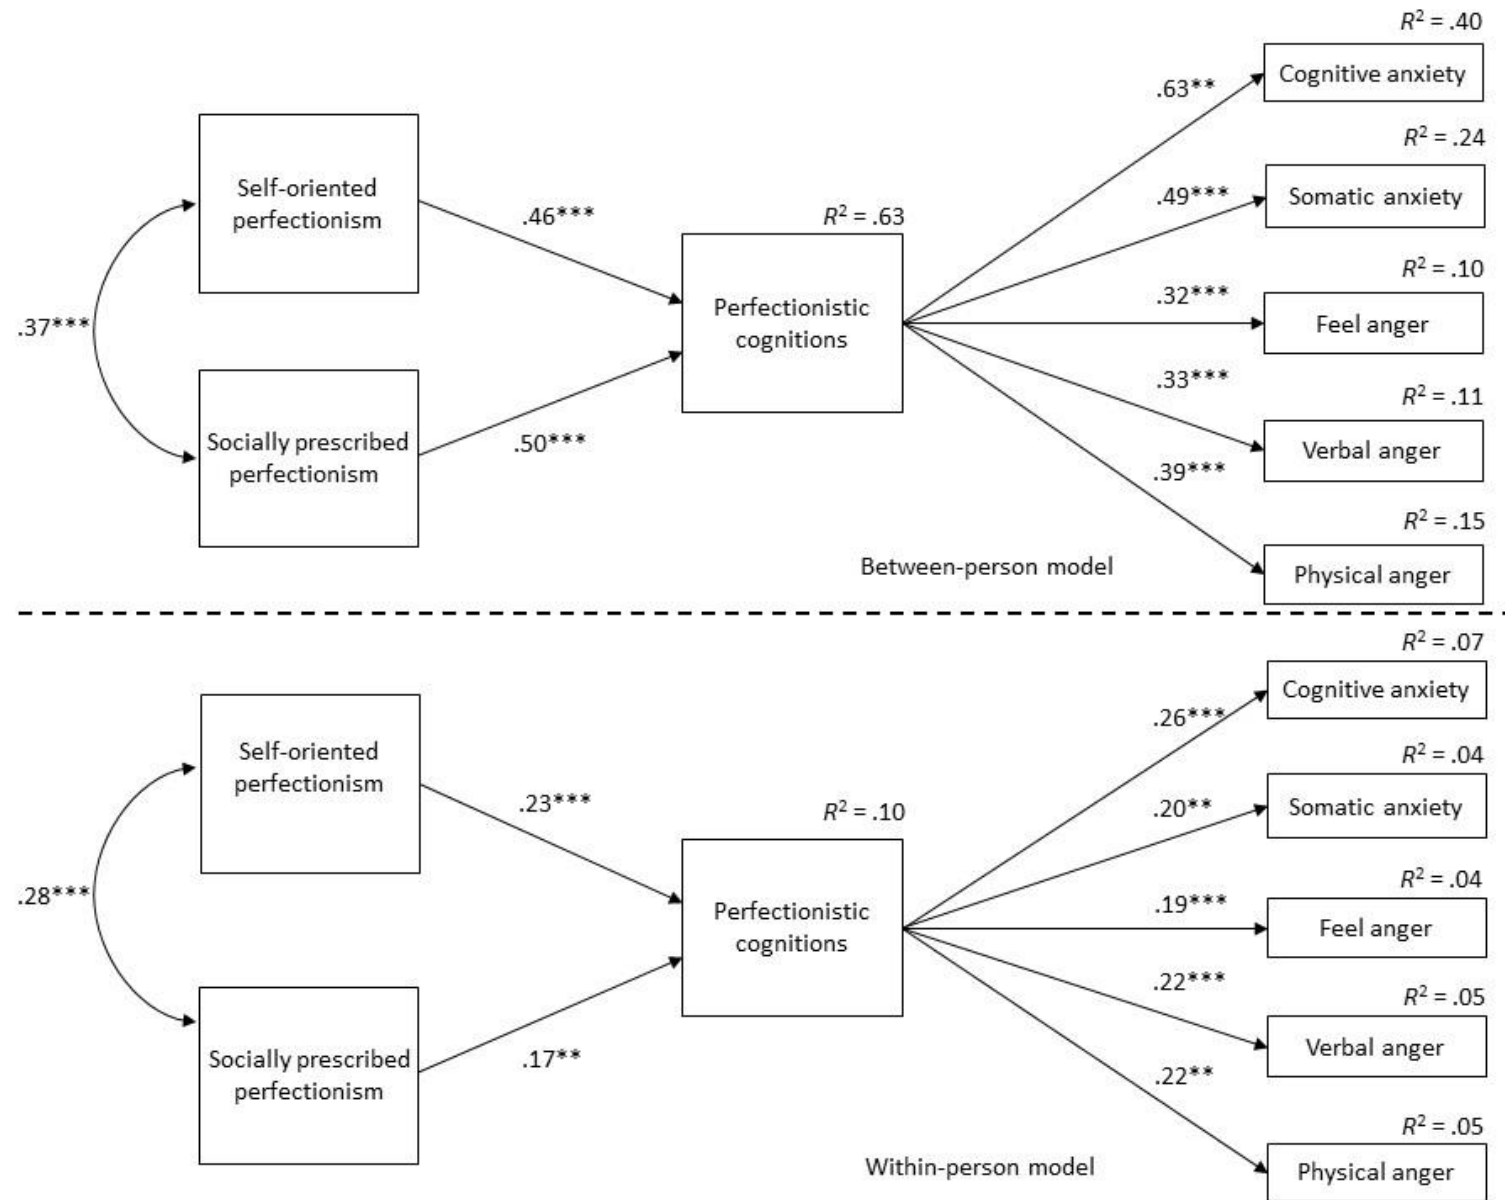 R² = .40
Cognitive anxiety
.63**
R² = .24
Self-oriented
perfectionism
.49***
Somatic anxiety
.46***
R² = .63
R² = .10
.32***
Perfectionistic
cognitions
Feel anger
.37***
.33***
R² = .11
Socially prescribed
perfectionism
.50***
Verbal anger
.39***
R² = .15
Between-person model
Physical anger
R² = .07
Cognitive anxiety
.26***
Self-oriented
perfectionism
R² = .04
.23***
R² = .10
.20**
Somatic anxiety
R² = .04
.28***
.19***
Perfectionistic
cognitions
Feel anger
.22***
R² = .05
Socially prescribed
perfectionism
.17**
Verbal anger
.22**
R² = .05
Within-person model
Physical anger